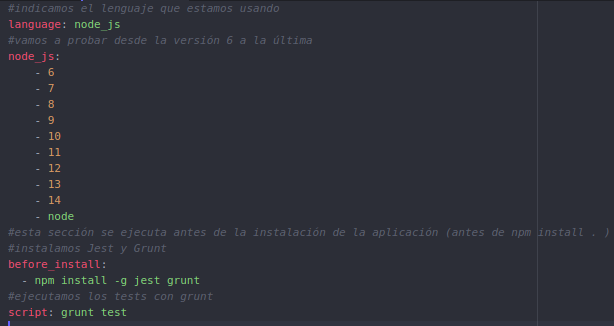 #indicamos el lenguaje que estamos usando
language: node_js
#vamos a probar desde la versión 6 a la última
node_js:
    - 6
    - 7
    - 8
    - 9
    - 10
    - 11
    - 12
    - 13
    - 14
    - node
#esta sección se ejecuta antes de la instalación de la aplicación (antes de npm install . )
#instalamos Jest y Grunt
before_install:
  - npm install -g jest grunt
#ejecutamos los tests con grunt
script: grunt test